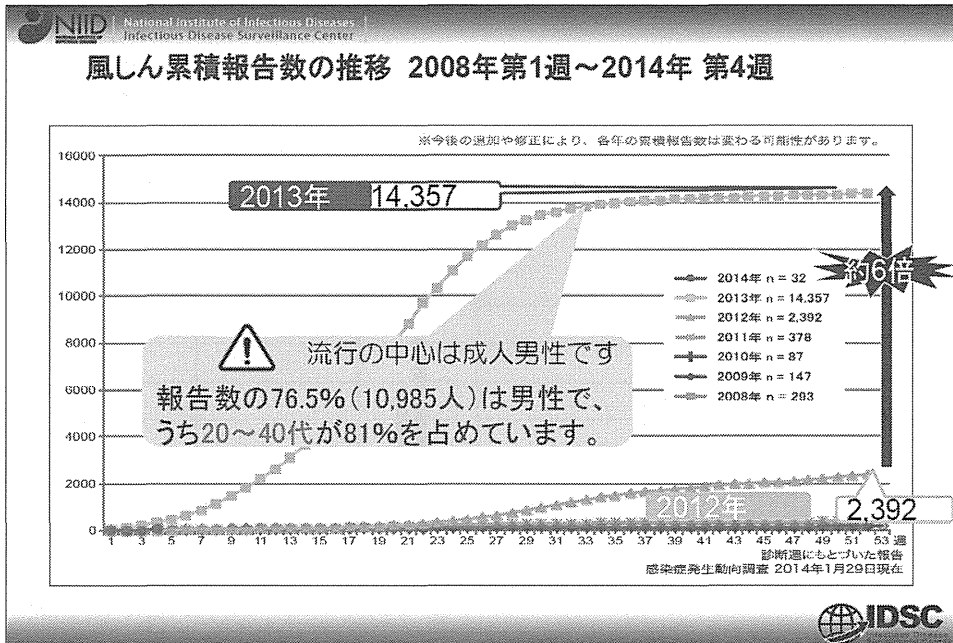 NIID
National Institute of Infectious Diseases
Infectious Disease Surveillance Center
風しん累積報告数の推移 2008年第1週～2014年 第4週
※今後の追加や修正により、各年の累積報告数は変わる可能性があります。
16000
14000
12000
10000
8000
6000
4000
2000
0
2013年 14,357
約6倍
2014年 n = 32
2013年 n = 14,357
2012年 n = 2,392
2011年 n = 378
2010年 n = 87
2009年 n = 147
2008年 n = 293
流行の中心は成人男性です
報告数の76.5%（10,985人）は男性で、
うち20～40代が81%を占めています。
2012年
2,392
1 3 5 7 9 11 13 15 17 19 21 23 25 27 29 31 33 35 37 39 41 43 45 47 49 51 53 週
診断週にもとづいた報告
感染症発生動向調査 2014年1月29日現在
IDSC